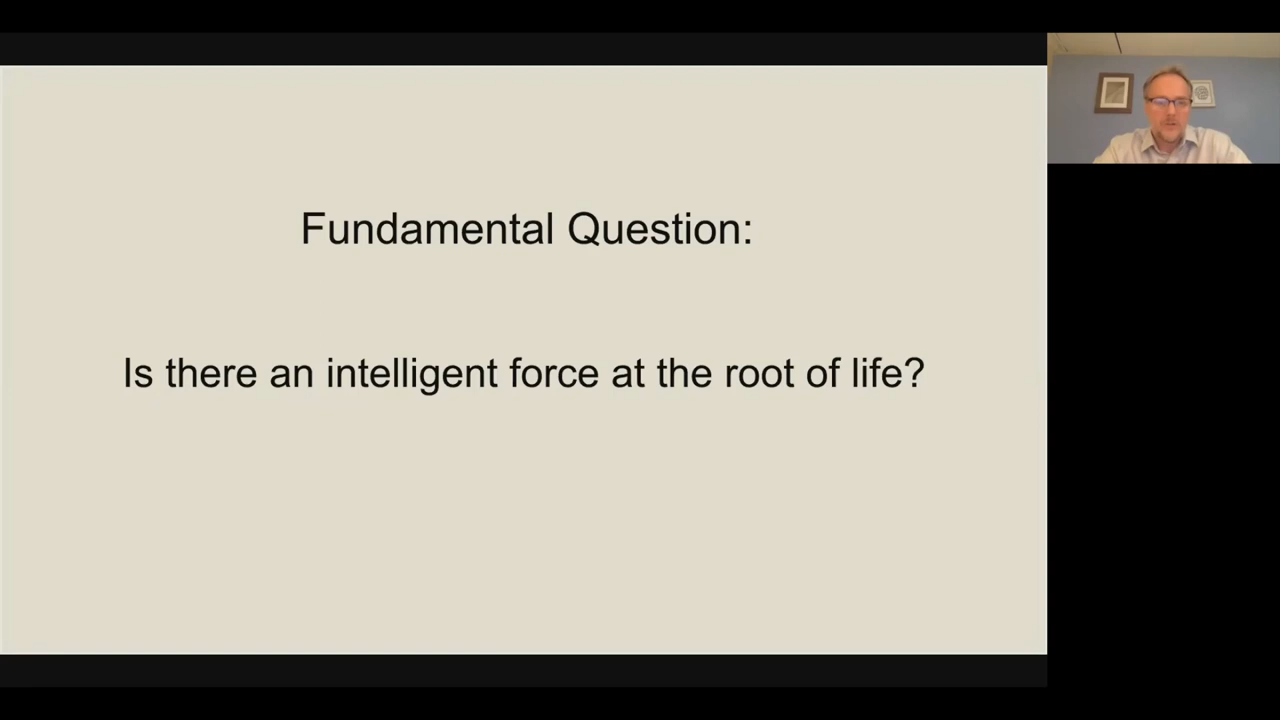 Fundamental Question:
Is there an intelligent force at the root of life?